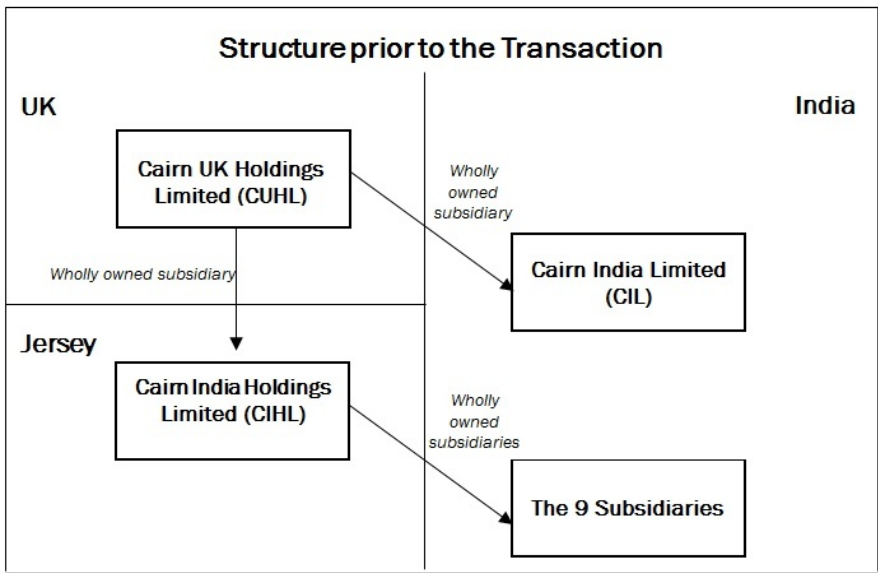 Structure prior to the Transaction
UK
India
Cairn UK Holdings
Limited (CUHL)
Wholly
owned
subsidiary
Wholly owned subsidiary
Cairn India Limited
(CIL)
Jersey
Cairn India Holdings
Limited (CIHL)
Wholly
owned
subsidiaries
The 9 Subsidiaries